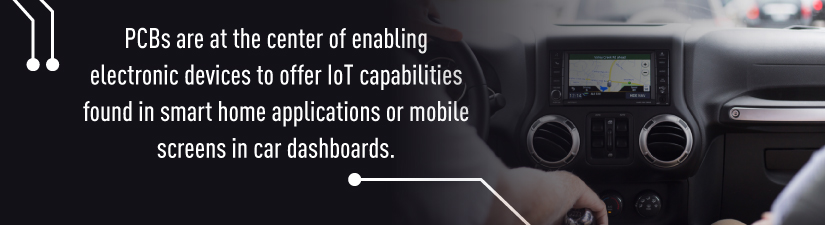 PCBs are at the center of enabling
electronic devices to offer IoT capabilities
found in smart home applications or mobile
screens in car dashboards.